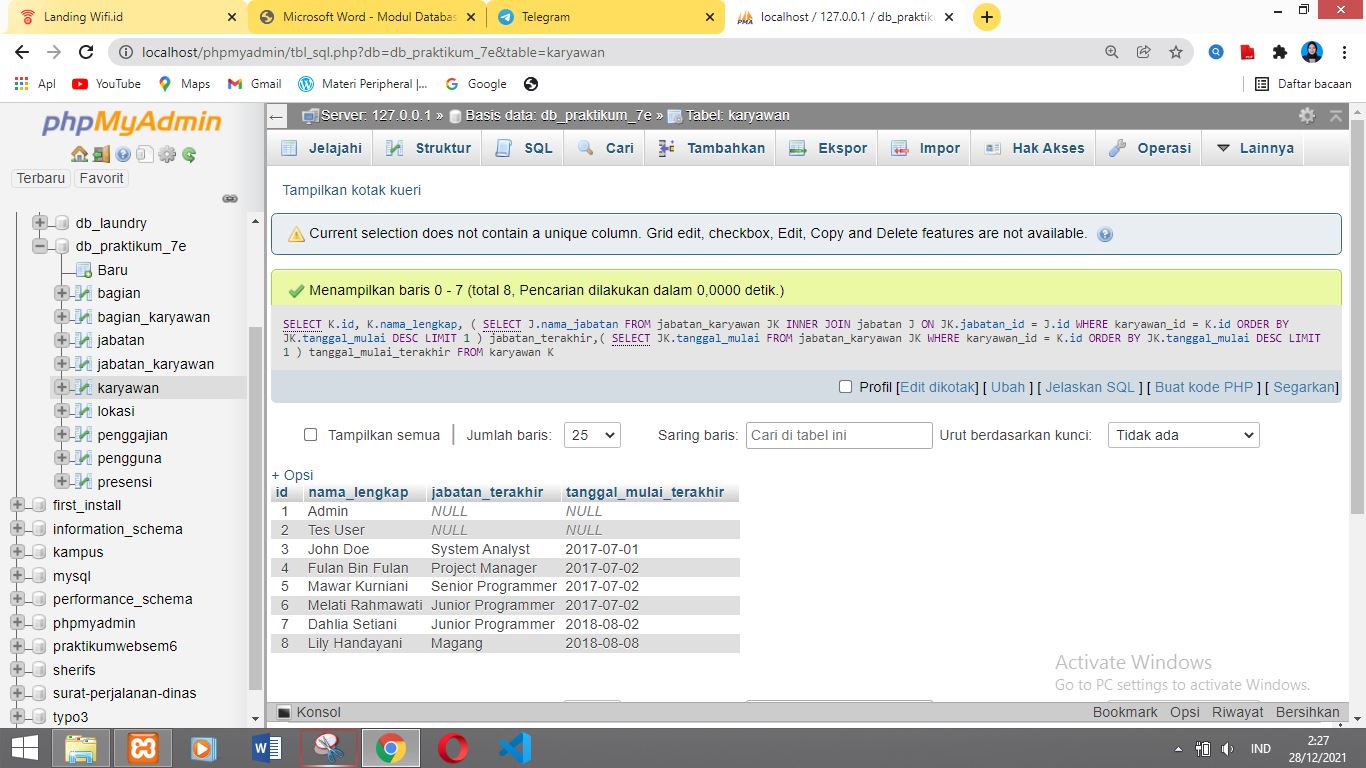 Landing Wifi.id
Microsoft Word - Modul Databas
Telegram
localhost / 127.0.0.1 / db_praktik
localhost/phpmyadmin/tbl_sql.php?db=db_praktikum_7e&table=karyawan
Apl YouTube Maps Gmail Materi Peripheral |... Google Daftar bacaan
phpMyAdmin
Terbaru Favorit
db_laundry
db_praktikum_7e
Baru
bagian
bagian_karyawan
jabatan
jabatan_karyawan
karyawan
lokasi
penggajian
pengguna
presensi
first_install
information_schema
kampus
mysql
performance_schema
phpmyadmin
praktikumwebsem6
sherifs
surat-perjalanan-dinas
typo3
Server: 127.0.0.1 » Basis data: db_praktikum_7e » Tabel: karyawan
Jelajahi Struktur SQL Cari Tambahkan Ekspor Impor Hak Akses Operasi Lainnya
Tampilkan kotak kueri
Current selection does not contain a unique column. Grid edit, checkbox, Edit, Copy and Delete features are not available.
Menampilkan baris 0 - 7 (total 8, Pencarian dilakukan dalam 0,0000 detik.)
SELECT K.id, K.nama_lengkap, ( SELECT J.nama_jabatan FROM jabatan_karyawan JK INNER JOIN jabatan J ON JK.jabatan_id = J.id WHERE karyawan_id = K.id ORDER BY
JK.tanggal_mulai DESC LIMIT 1 ) jabatan_terakhir,( SELECT JK.tanggal_mulai FROM jabatan_karyawan JK WHERE karyawan_id = K.id ORDER BY JK.tanggal_mulai DESC LIMIT
1 ) tanggal_mulai_terakhir FROM karyawan K
Profil [Edit dikotak] [ Ubah ] [ Jelaskan SQL ] [ Buat kode PHP ] [ Segarkan]
Tampilkan semua | Jumlah baris: 25 Saring baris: Cari di tabel ini Urut berdasarkan kunci: Tidak ada
+ Opsi
id nama_lengkap jabatan_terakhir tanggal_mulai_terakhir
1 Admin NULL NULL
2 Tes User NULL NULL
3 John Doe System Analyst 2017-07-01
4 Fulan Bin Fulan Project Manager 2017-07-02
5 Mawar Kurniani Senior Programmer 2017-07-02
6 Melati Rahmawati Junior Programmer 2017-07-02
7 Dahlia Setiani Junior Programmer 2018-08-02
8 Lily Handayani Magang 2018-08-08
Activate Windows
Go to PC settings to activate Windows.
Konsol Bookmark Opsi Riwayat Bersihkan
IND 2:27
28/12/2021